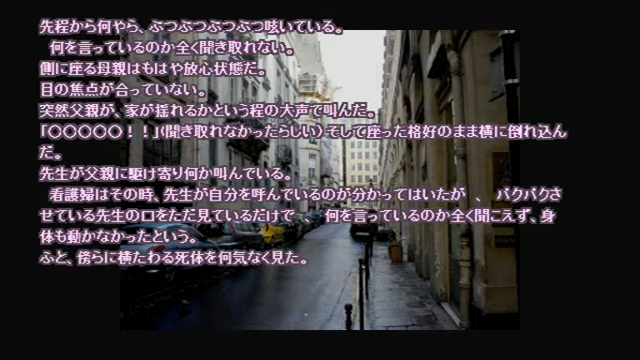 先程から何やら、ぶつぶつぶつぶつ呟いている。
何を言っているのか全く聞き取れない。
側に座る母親はもはや放心状態だ。
目の焦点が合っていない。
突然父親が、家が揺れるかという程の大声で叫んだ。
「○○○○○！！」（聞き取れなかったらしい）そして座った格好のまま横に倒れ込ん
だ。
先生が父親に駆け寄り何か叫んでいる。
看護婦はその時、先生が自分を呼んでいるのが分かってはいたが 、 パクパクさ
せている先生の口をただ見ているだけで 、 何を言っているのか全く聞こえず、身
体も動かなかったという。
ふと、傍らに横たわる死体を何気なく見た。